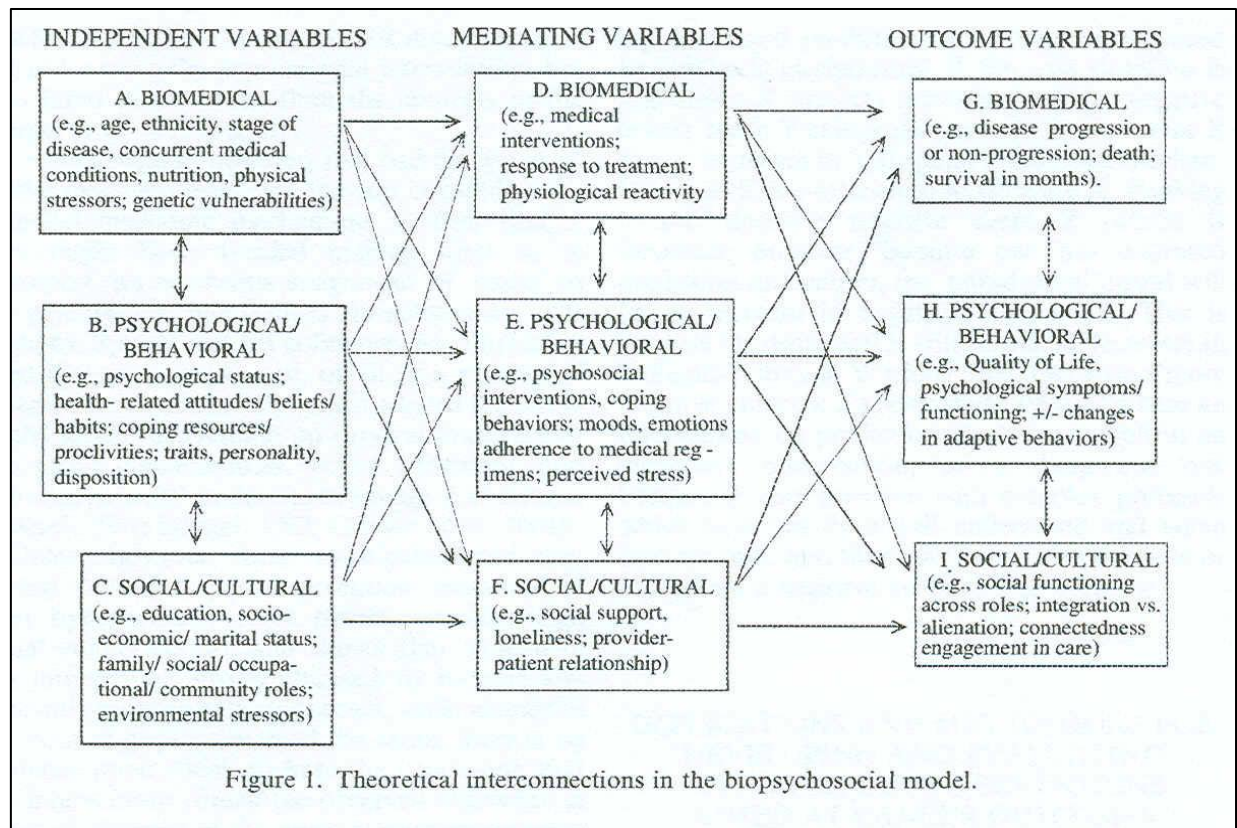 INDEPENDENT VARIABLES
MEDIATING VARIABLES
OUTCOME VARIABLES
A. BIOMEDICAL
(e.g., age, ethnicity, stage of
disease, concurrent medical
conditions, nutrition, physical
stressors; genetic vulnerabilities)
B. PSYCHOLOGICAL/
BEHAVIORAL
(e.g., psychological status;
health- related attitudes/ beliefs/
habits; coping resources/
proclivities; traits, personality,
disposition)
C. SOCIAL/CULTURAL
(e.g., education, socio-
economic/ marital status;
family/ social/ occupa-
tional/ community roles;
environmental stressors)
D. BIOMEDICAL
(e.g., medical
interventions;
response to treatment;
physiological reactivity
E. PSYCHOLOGICAL/
BEHAVIORAL
(e.g., psychosocial
interventions, coping
behaviors; moods, emotions
adherence to medical reg -
imens; perceived stress)
F. SOCIAL/CULTURAL
(e.g., social support,
loneliness; provider-
patient relationship)
G. BIOMEDICAL
(e.g., disease progression
or non-progression; death;
survival in months).
H. PSYCHOLOGICAL/
BEHAVIORAL
(e.g., Quality of Life,
psychological symptoms/
functioning; +/- changes
in adaptive behaviors)
I. SOCIAL/CULTURAL
(e.g., social functioning
across roles; integration vs.
alienation; connectedness
engagement in care)
Figure 1. Theoretical interconnections in the biopsychosocial model.